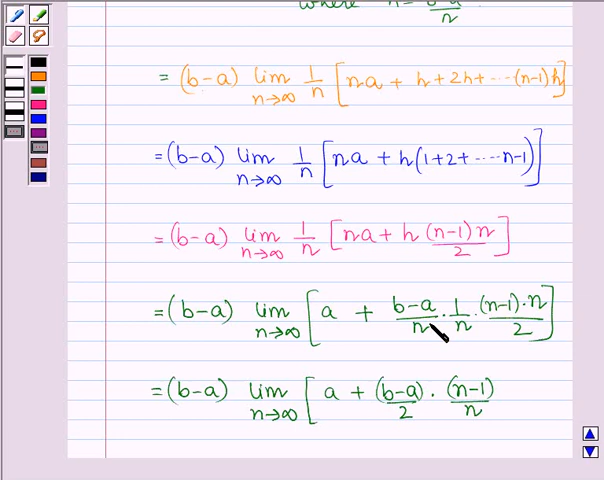 where h = b-a/n
= (b-a) lim n→∞ 1/n [na + h + 2h + ---- (n-1)h]
= (b-a) lim n→∞ 1/n [na + h(1+2+ ---- n-1)]
= (b-a) lim n→∞ 1/n [na + h (n-1)n/2]
= (b-a) lim n→∞ [a + b-a/n · 1/n · (n-1)·n/2]
= (b-a) lim n→∞ [a + (b-a)/2 · (n-1)/n